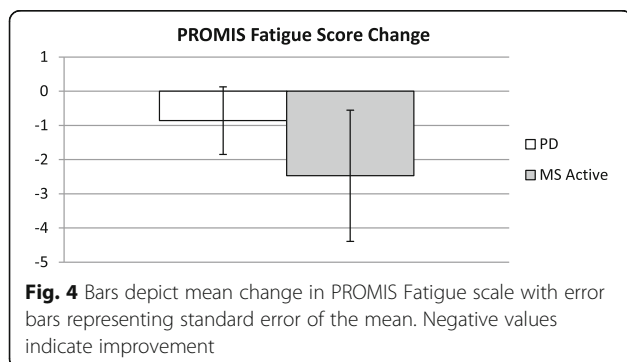 PROMIS Fatigue Score Change
1
0
-1
-2
-3
-4
-5
PD
MS Active
Fig. 4 Bars depict mean change in PROMIS Fatigue scale with error
bars representing standard error of the mean. Negative values
indicate improvement